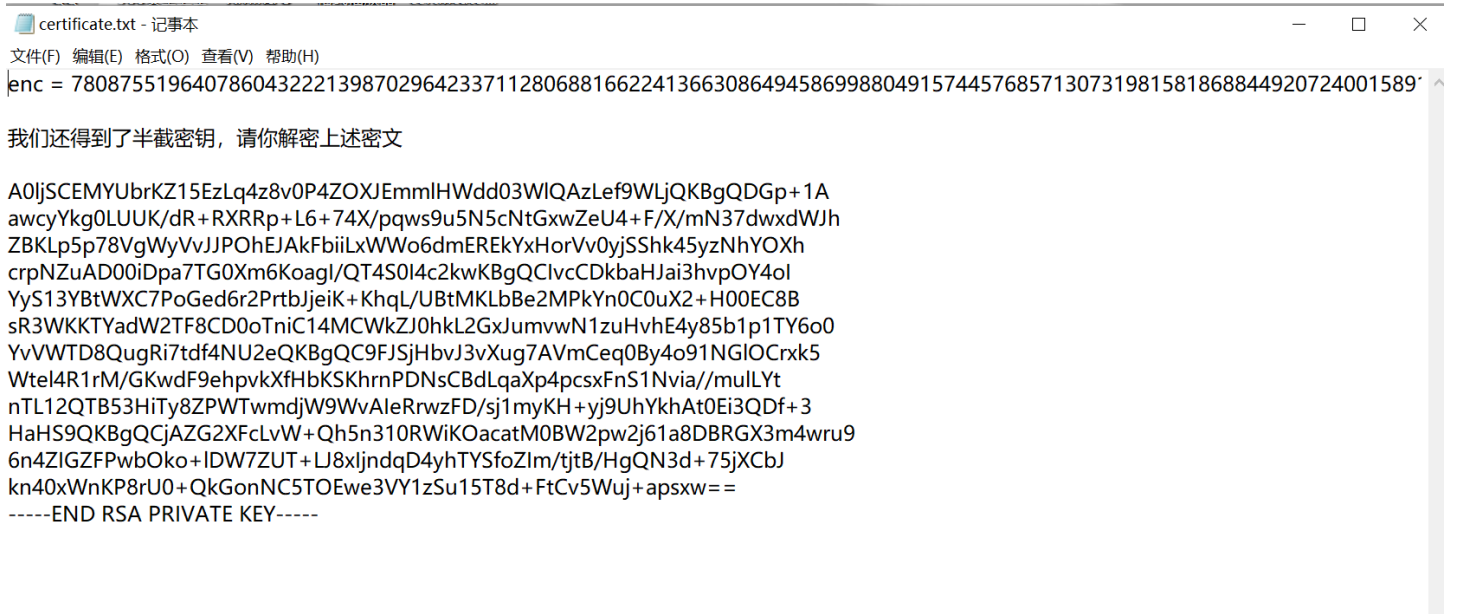 certificate.txt - 记事本
文件(F) 编辑(E) 格式(O) 查看(V) 帮助(H)
enc = 7808755196407860432221398702964233711280688166224136630864945869988049157445768571307319815818688449207240015891
我们还得到了半截密钥，请你解密上述密文
A0ljSCEMYUbrKZ15EzLq4z8v0P4ZOXJEmmlHWdd03WlQAzLef9WLjQKBgQDGp+1A
awcyYkg0LUUK/dR+RXRRp+L6+74X/pqws9u5N5cNtGxwZeU4+F/X/mN37dwxdWJh
ZBKLp5p78VgWyVvJJPOhEJAkFbiiLxWWo6dmEREkYxHorVv0yjSShk45yzNhYOXh
crpNZuAD00iDpa7TG0Xm6KoagI/QT4S0I4c2kwKBgQCIvcCDkbaHJai3hvpOY4oI
YyS13YBtWXC7PoGed6r2PrtbJjeiK+KhqL/UBtMKLbBe2MPkYn0C0uX2+H00EC8B
sR3WKKTYadW2TF8CD0oTniC14MCWkZJ0hkL2GxJumvwN1zuHvhE4y85b1p1TY6o0
YvVWTD8QugRi7tdf4NU2eQKBgQC9FJSjHbvJ3vXug7AVmCeq0By4o91NGlOCrxk5
Wtel4R1rM/GKwdF9ehpvkXfHbKSKhrnPDNsCBdLqaXp4pcsxFnS1Nvia//mulLYt
nTL12QTB53HiTy8ZPWTwmdjW9WvAIeRrwzFD/sj1myKH+yj9UhYkhAt0Ei3QDf+3
HaHS9QKBgQCjAZG2XFcLvW+Qh5n310RWiKOacatM0BW2pw2j61a8DBRGX3m4wru9
6n4ZIGZFPwbOko+lDW7ZUT+LJ8xIjndqD4yhTYSfoZIm/tjtB/HgQN3d+75jXCbJ
kn40xWnKP8rU0+QkGonNC5TOEwe3VY1zSu15T8d+FtCv5Wuj+apsxw==
-----END RSA PRIVATE KEY-----